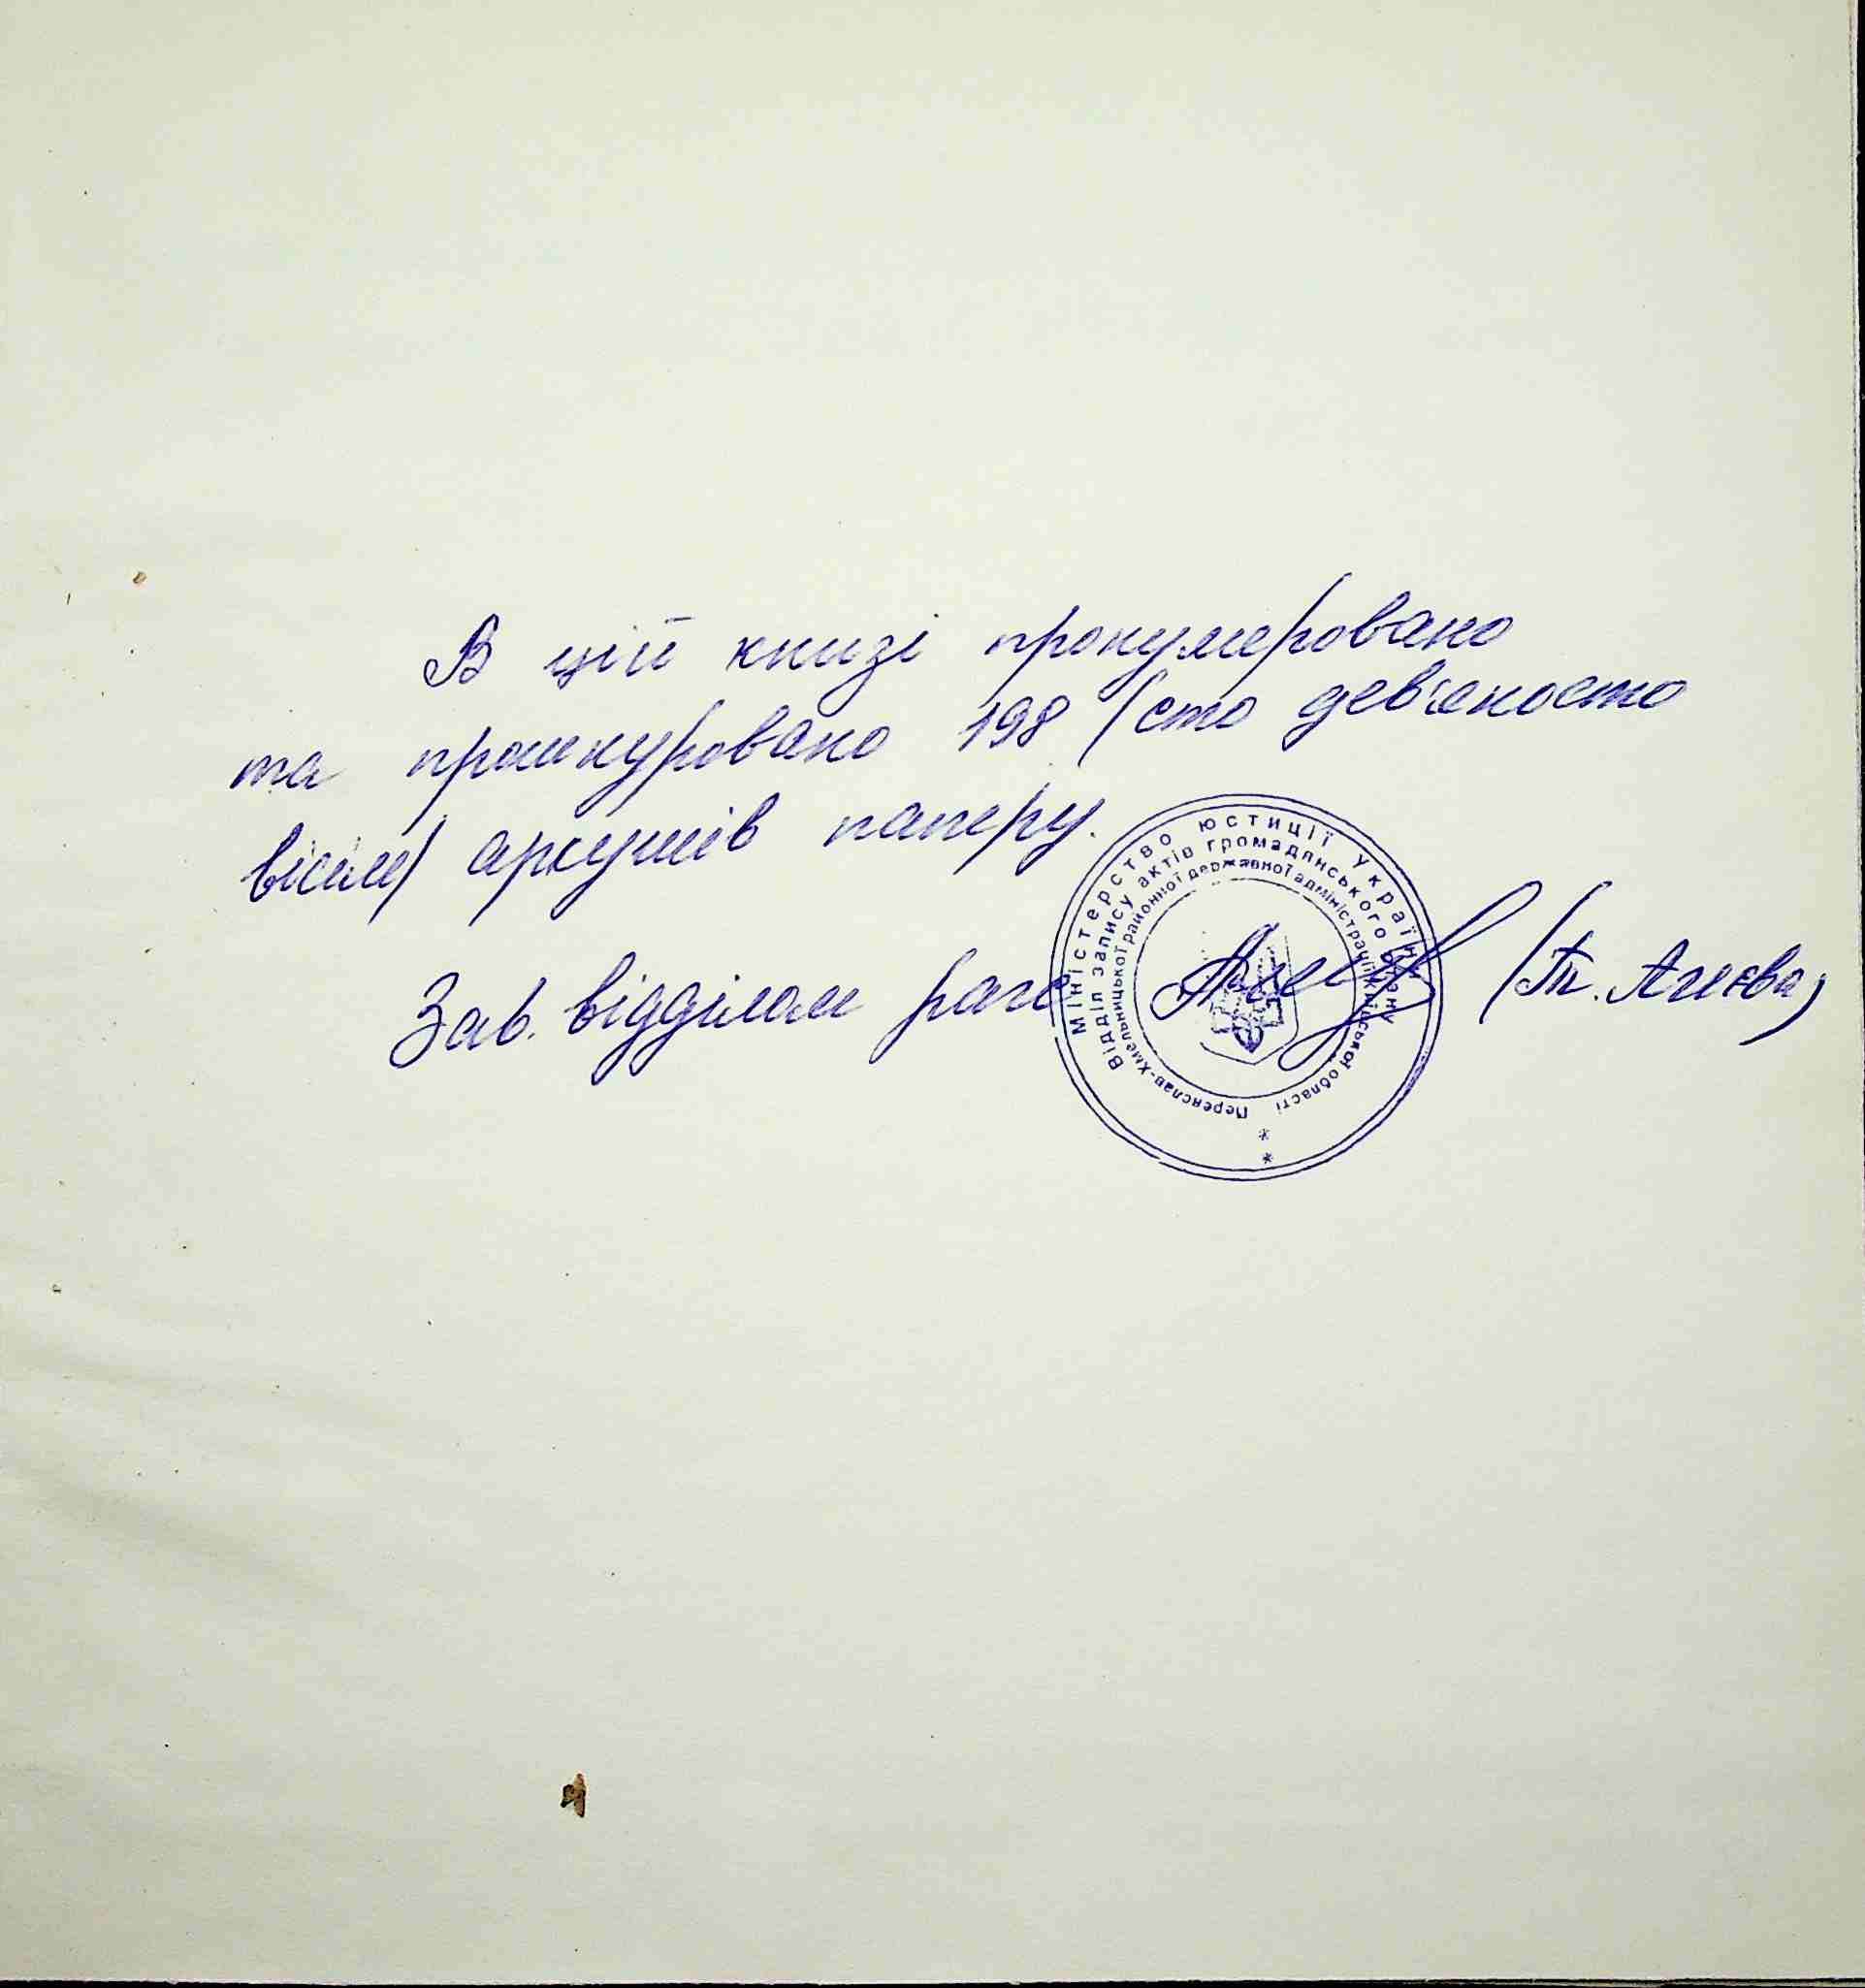 В цій книзі пронумеровано
та прошнуровано 198 (сто дев'яносто
вісім) аркушів паперу.
Зав. відділом рагс (Т. Агєєва)
Міністерство юстиції України
Відділ запису актів громадянського стану
Переяслав-Хмельницької районної державної адміністрації Київської області
* *